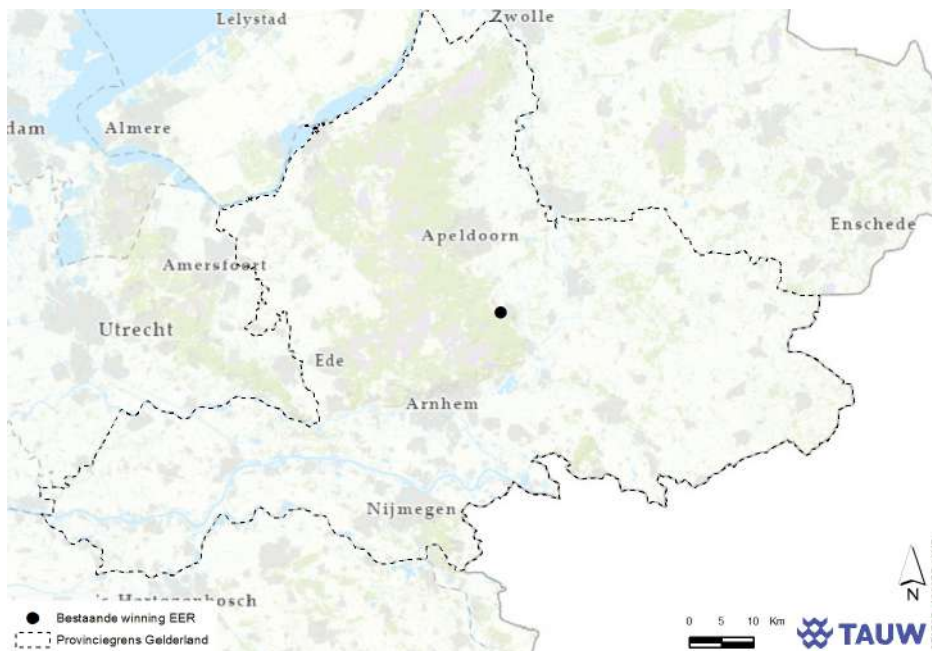 Lelystad
Zwolle
dam
Almere
Apeldoorn
Enschede
Amersfoort
Utrecht
Ede
Arnhem
Nijmegen
's Hertogenbosch
Bestaande winning EER
Provinciegrens Gelderland
0 5 10 Km
N
TAUW